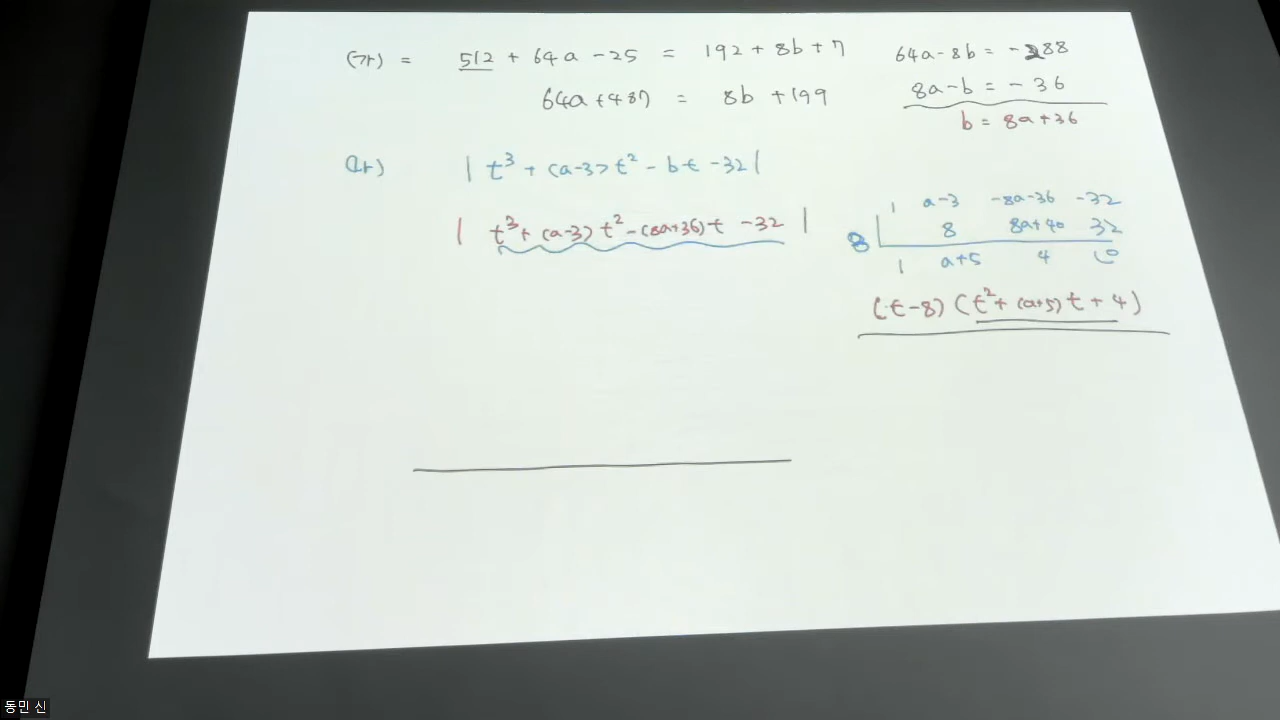 (가) = 512 + 64a - 25 = 192 + 8b + 7
64a + 487 = 8b + 199
64a - 8b = -288
8a - b = -36
b = 8a + 36
(나) | t³ + (a-3)t² - bt - 32 |
| t³ + (a-3)t² - (8a+36)t - 32 |
1 a-3 -8a-36 -32
8 8 8a+40 32
1 a+5 4 0
(t-8)(t² + (a+5)t + 4)
동민 신